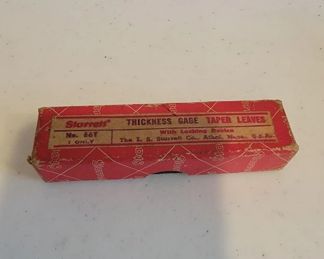 Starrett THICKNESS GAGE TAPER LEAVES
No. 66T With Locking Device
1 ONLY The L. S. Starrett Co., Athol, Mass., U.S.A.